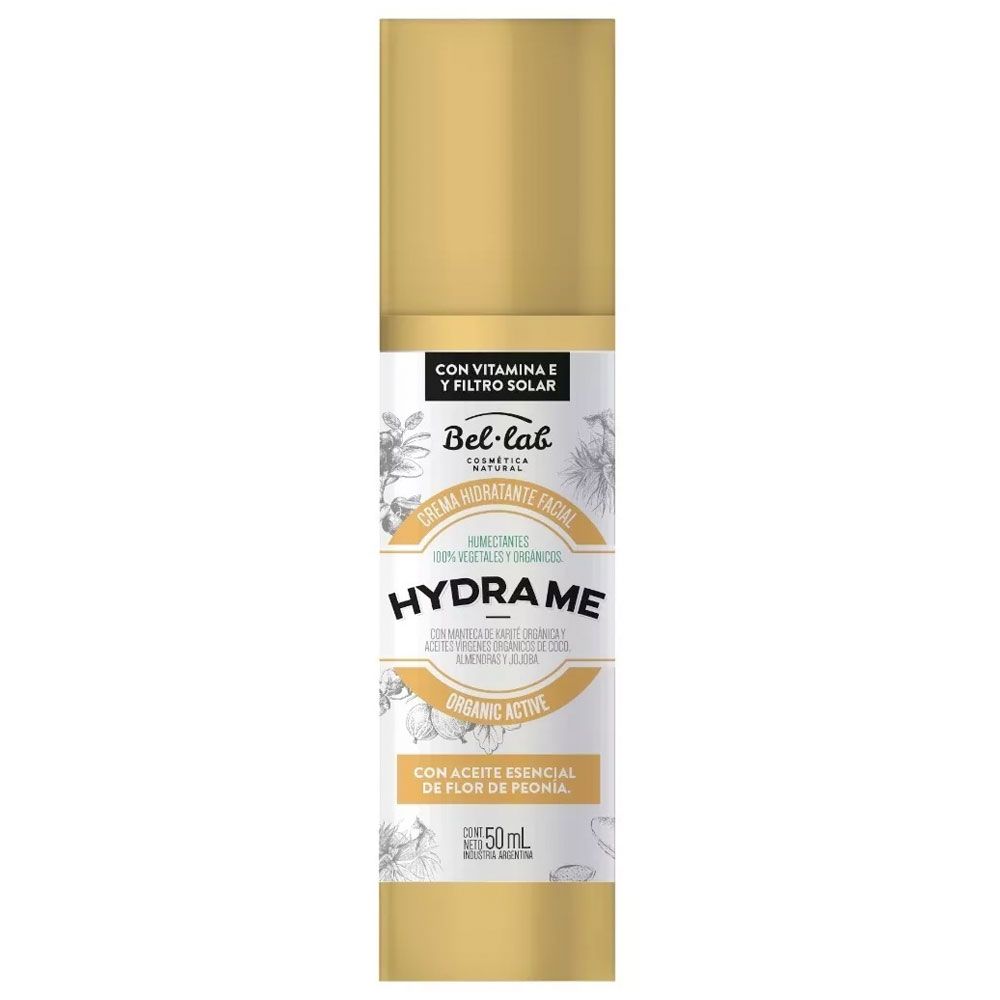 CON VITAMINA E
Y FILTRO SOLAR
Bel·lab
COSMÉTICA
NATURAL
CREMA HIDRATANTE FACIAL
HUMECTANTES
100% VEGETALES Y ORGÁNICOS.
HYDRA ME
CON MANTECA DE KARITÉ ORGÁNICA Y
ACEITES VÍRGENES ORGÁNICOS DE COCO,
ALMENDRAS Y JOJOBA.
ORGANIC ACTIVE
CON ACEITE ESENCIAL
DE FLOR DE PEONÍA.
CONT.
NETO 50 mL
INDUSTRIA ARGENTINA